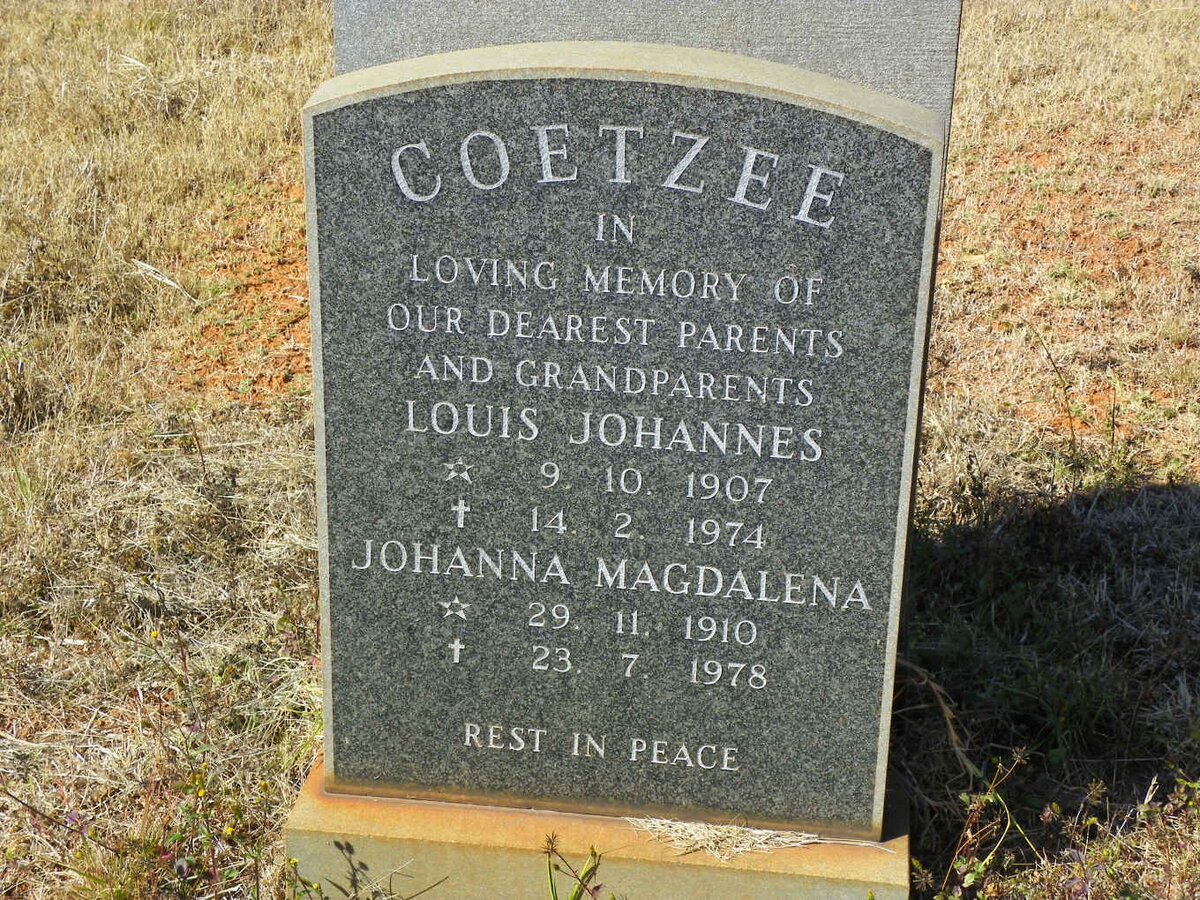 COETZEE
IN
LOVING MEMORY OF
OUR DEAREST PARENTS
AND GRANDPARENTS
LOUIS JOHANNES
☆ 9. 10. 1907
✝ 14. 2. 1974
JOHANNA MAGDALENA
☆ 29. 11. 1910
✝ 23. 7. 1978
REST IN PEACE